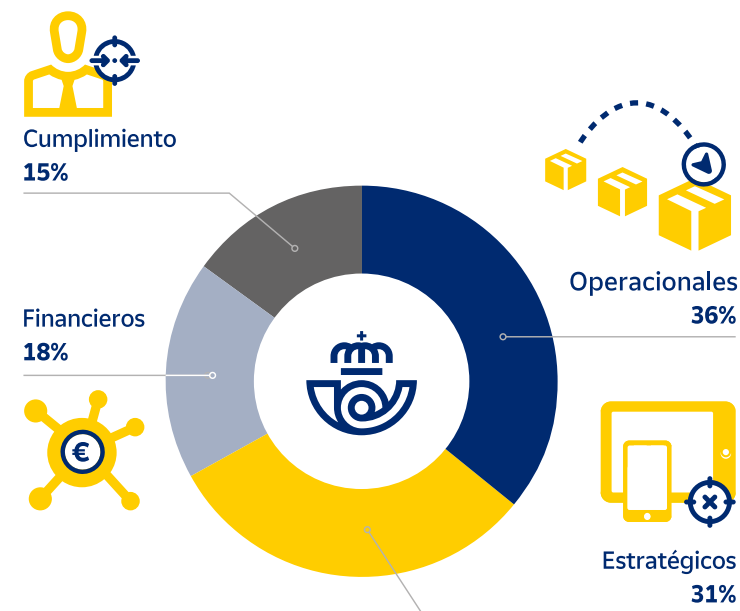 Cumplimiento
15%
Operacionales
36%
Financieros
18%
€
Estratégicos
31%